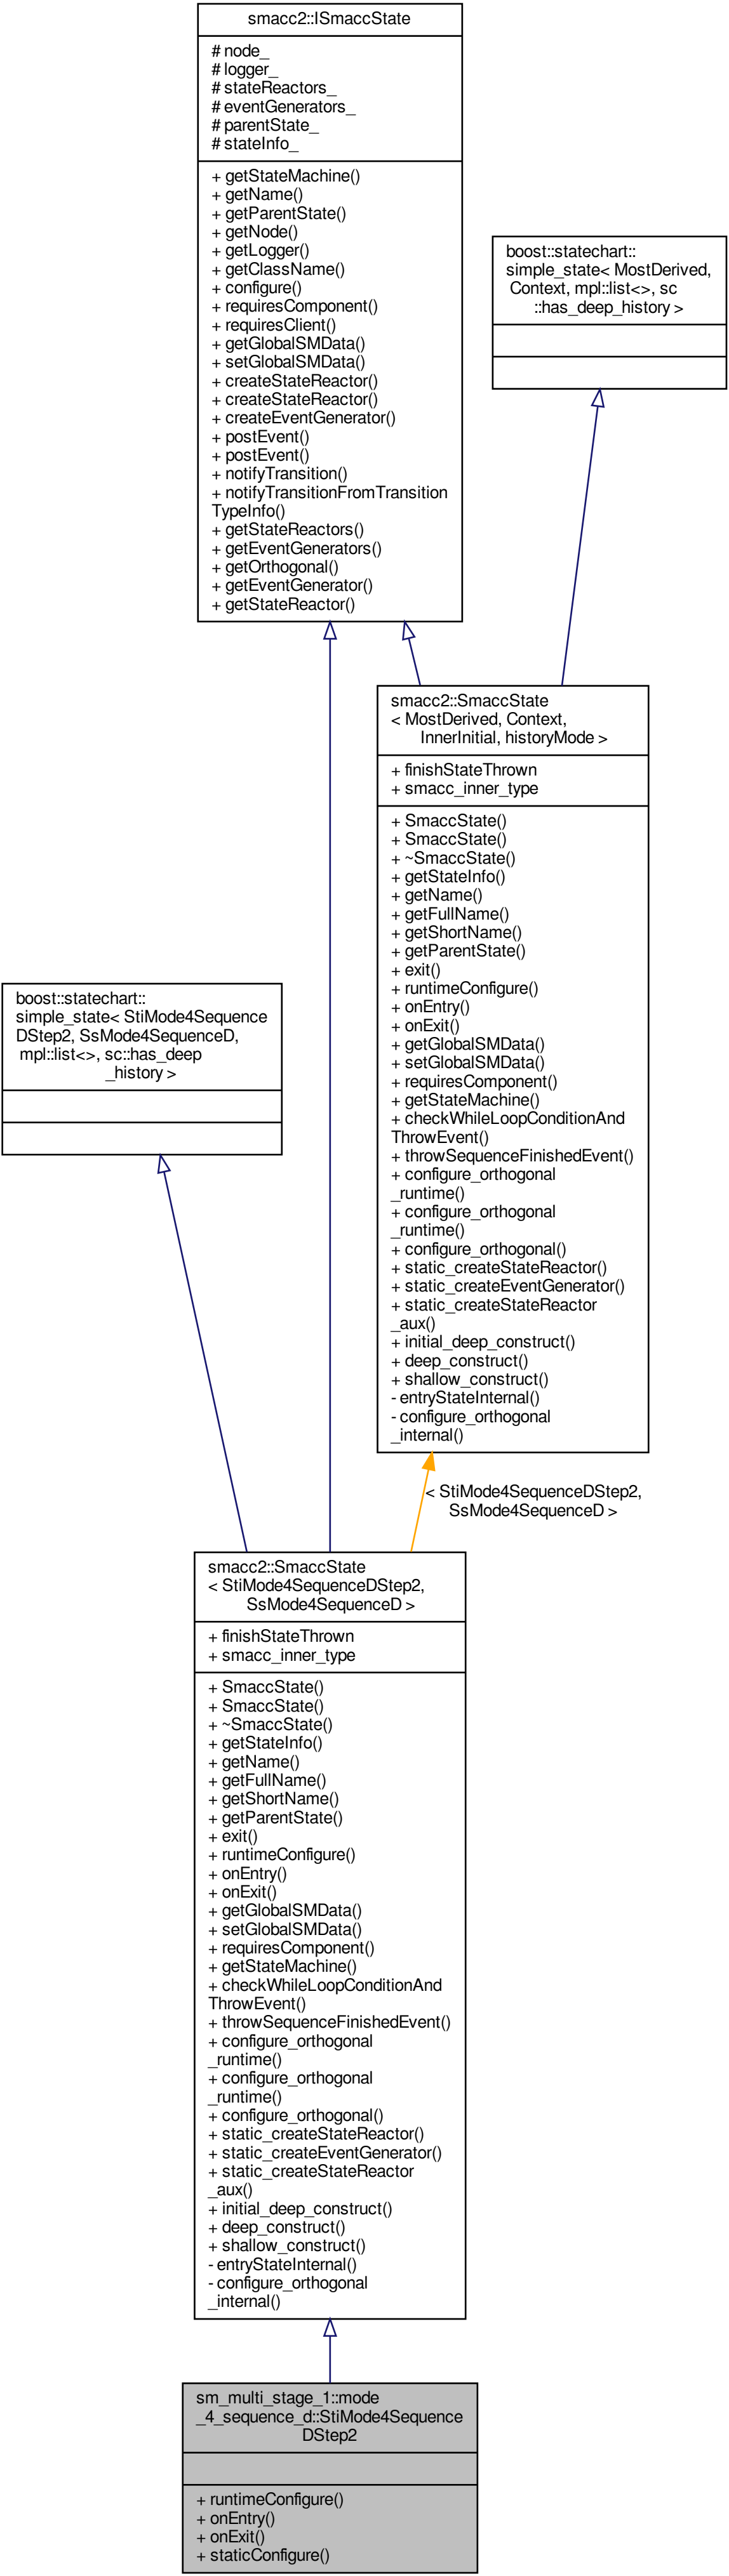 smacc2::ISmaccState
# node_
# logger_
# stateReactors_
# eventGenerators_
# parentState_
# stateInfo_
+ getStateMachine()
+ getName()
+ getParentState()
+ getNode()
+ getLogger()
+ getClassName()
+ configure()
+ requiresComponent()
+ requiresClient()
+ getGlobalSMData()
+ setGlobalSMData()
+ createStateReactor()
+ createStateReactor()
+ createEventGenerator()
+ postEvent()
+ postEvent()
+ notifyTransition()
+ notifyTransitionFromTransition
TypeInfo()
+ getStateReactors()
+ getEventGenerators()
+ getOrthogonal()
+ getEventGenerator()
+ getStateReactor()
boost::statechart::
simple_state< MostDerived,
Context, mpl::list<>, sc
::has_deep_history >
smacc2::SmaccState
< MostDerived, Context,
InnerInitial, historyMode >
+ finishStateThrown
+ smacc_inner_type
+ SmaccState()
+ SmaccState()
+ ~SmaccState()
+ getStateInfo()
+ getName()
+ getFullName()
+ getShortName()
+ getParentState()
+ exit()
+ runtimeConfigure()
+ onEntry()
+ onExit()
+ getGlobalSMData()
+ setGlobalSMData()
+ requiresComponent()
+ getStateMachine()
+ checkWhileLoopConditionAnd
ThrowEvent()
+ throwSequenceFinishedEvent()
+ configure_orthogonal
_runtime()
+ configure_orthogonal
_runtime()
+ configure_orthogonal()
+ static_createStateReactor()
+ static_createEventGenerator()
+ static_createStateReactor
_aux()
+ initial_deep_construct()
+ deep_construct()
+ shallow_construct()
- entryStateInternal()
- configure_orthogonal
_internal()
boost::statechart::
simple_state< StiMode4Sequence
DStep2, SsMode4SequenceD,
mpl::list<>, sc::has_deep
_history >
< StiMode4SequenceDStep2,
SsMode4SequenceD >
smacc2::SmaccState
< StiMode4SequenceDStep2,
SsMode4SequenceD >
+ finishStateThrown
+ smacc_inner_type
+ SmaccState()
+ SmaccState()
+ ~SmaccState()
+ getStateInfo()
+ getName()
+ getFullName()
+ getShortName()
+ getParentState()
+ exit()
+ runtimeConfigure()
+ onEntry()
+ onExit()
+ getGlobalSMData()
+ setGlobalSMData()
+ requiresComponent()
+ getStateMachine()
+ checkWhileLoopConditionAnd
ThrowEvent()
+ throwSequenceFinishedEvent()
+ configure_orthogonal
_runtime()
+ configure_orthogonal
_runtime()
+ configure_orthogonal()
+ static_createStateReactor()
+ static_createEventGenerator()
+ static_createStateReactor
_aux()
+ initial_deep_construct()
+ deep_construct()
+ shallow_construct()
- entryStateInternal()
- configure_orthogonal
_internal()
sm_multi_stage_1::mode
_4_sequence_d::StiMode4Sequence
DStep2
+ runtimeConfigure()
+ onEntry()
+ onExit()
+ staticConfigure()